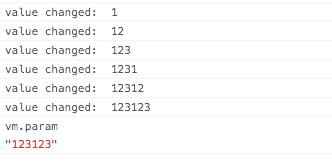 value changed:  1
value changed:  12
value changed:  123
value changed:  1231
value changed:  12312
value changed:  123123
vm.param
"123123"